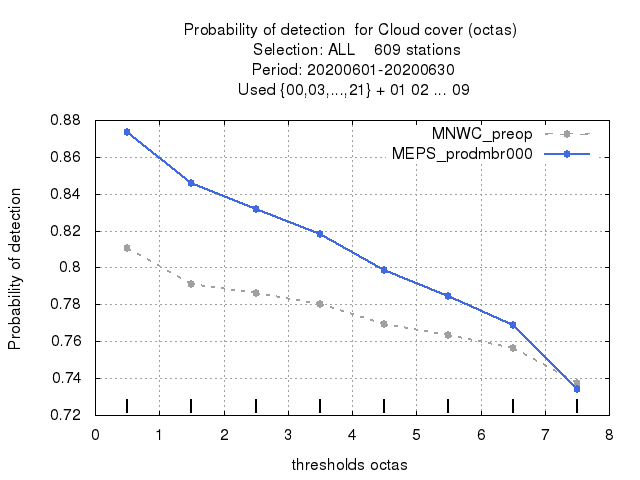 Probability of detection  for Cloud cover (octas)
Selection: ALL    609 stations
Period: 20200601-20200630
Used {00,03,...,21} + 01 02 ... 09
MNWC_preop
MEPS_prodmbr000
Probability of detection
0.88
0.86
0.84
0.82
0.8
0.78
0.76
0.74
0.72
0 1 2 3 4 5 6 7 8
thresholds octas